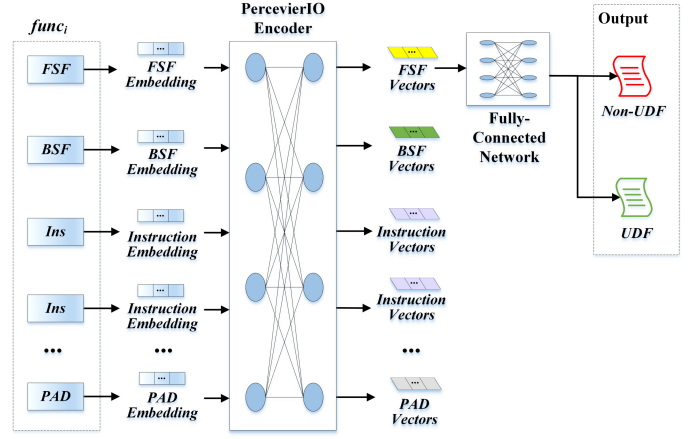 func_i
PercevierIO
Encoder
Output
FSF
...
FSF
Embedding
...
FSF
Vectors
Fully-
Connected
Network
Non-UDF
BSF
...
BSF
Embedding
...
BSF
Vectors
UDF
Ins
...
Instruction
Embedding
...
Instruction
Vectors
Ins
...
Instruction
Embedding
...
Instruction
Vectors
...
...
...
PAD
...
PAD
Embedding
...
PAD
Vectors